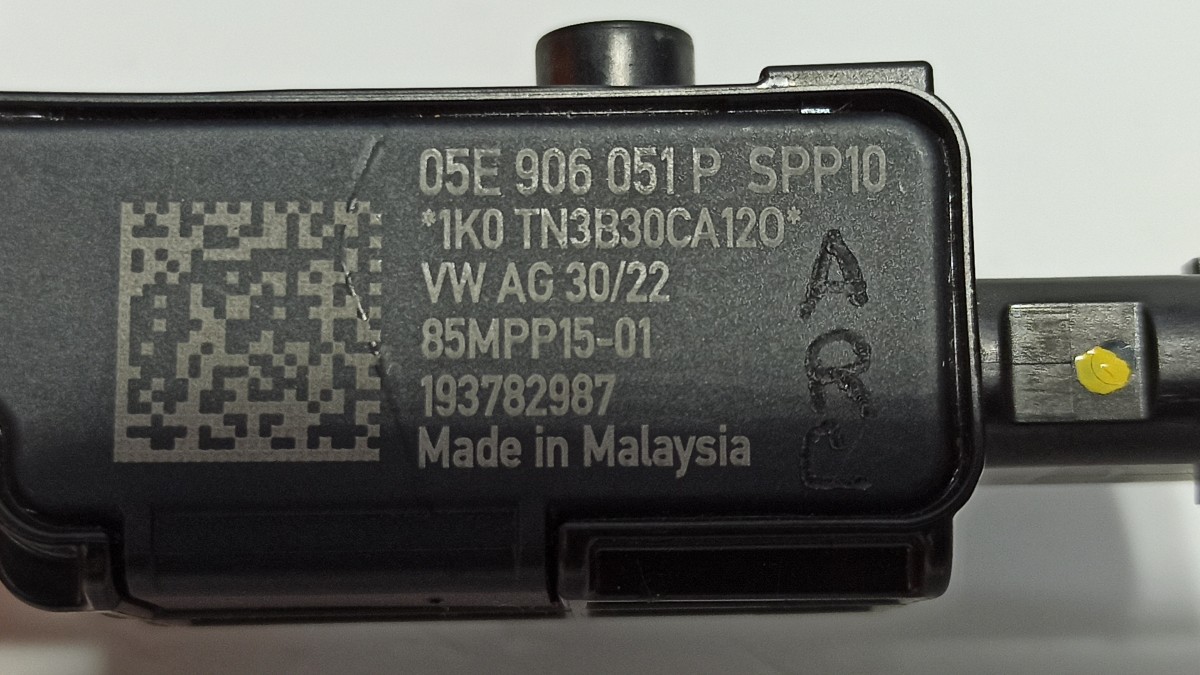 05E 906 051 P SPP10
*1K0 TN3B30CA120*
VW AG 30/22
85MPP15-01
193782987
Made in Malaysia
A